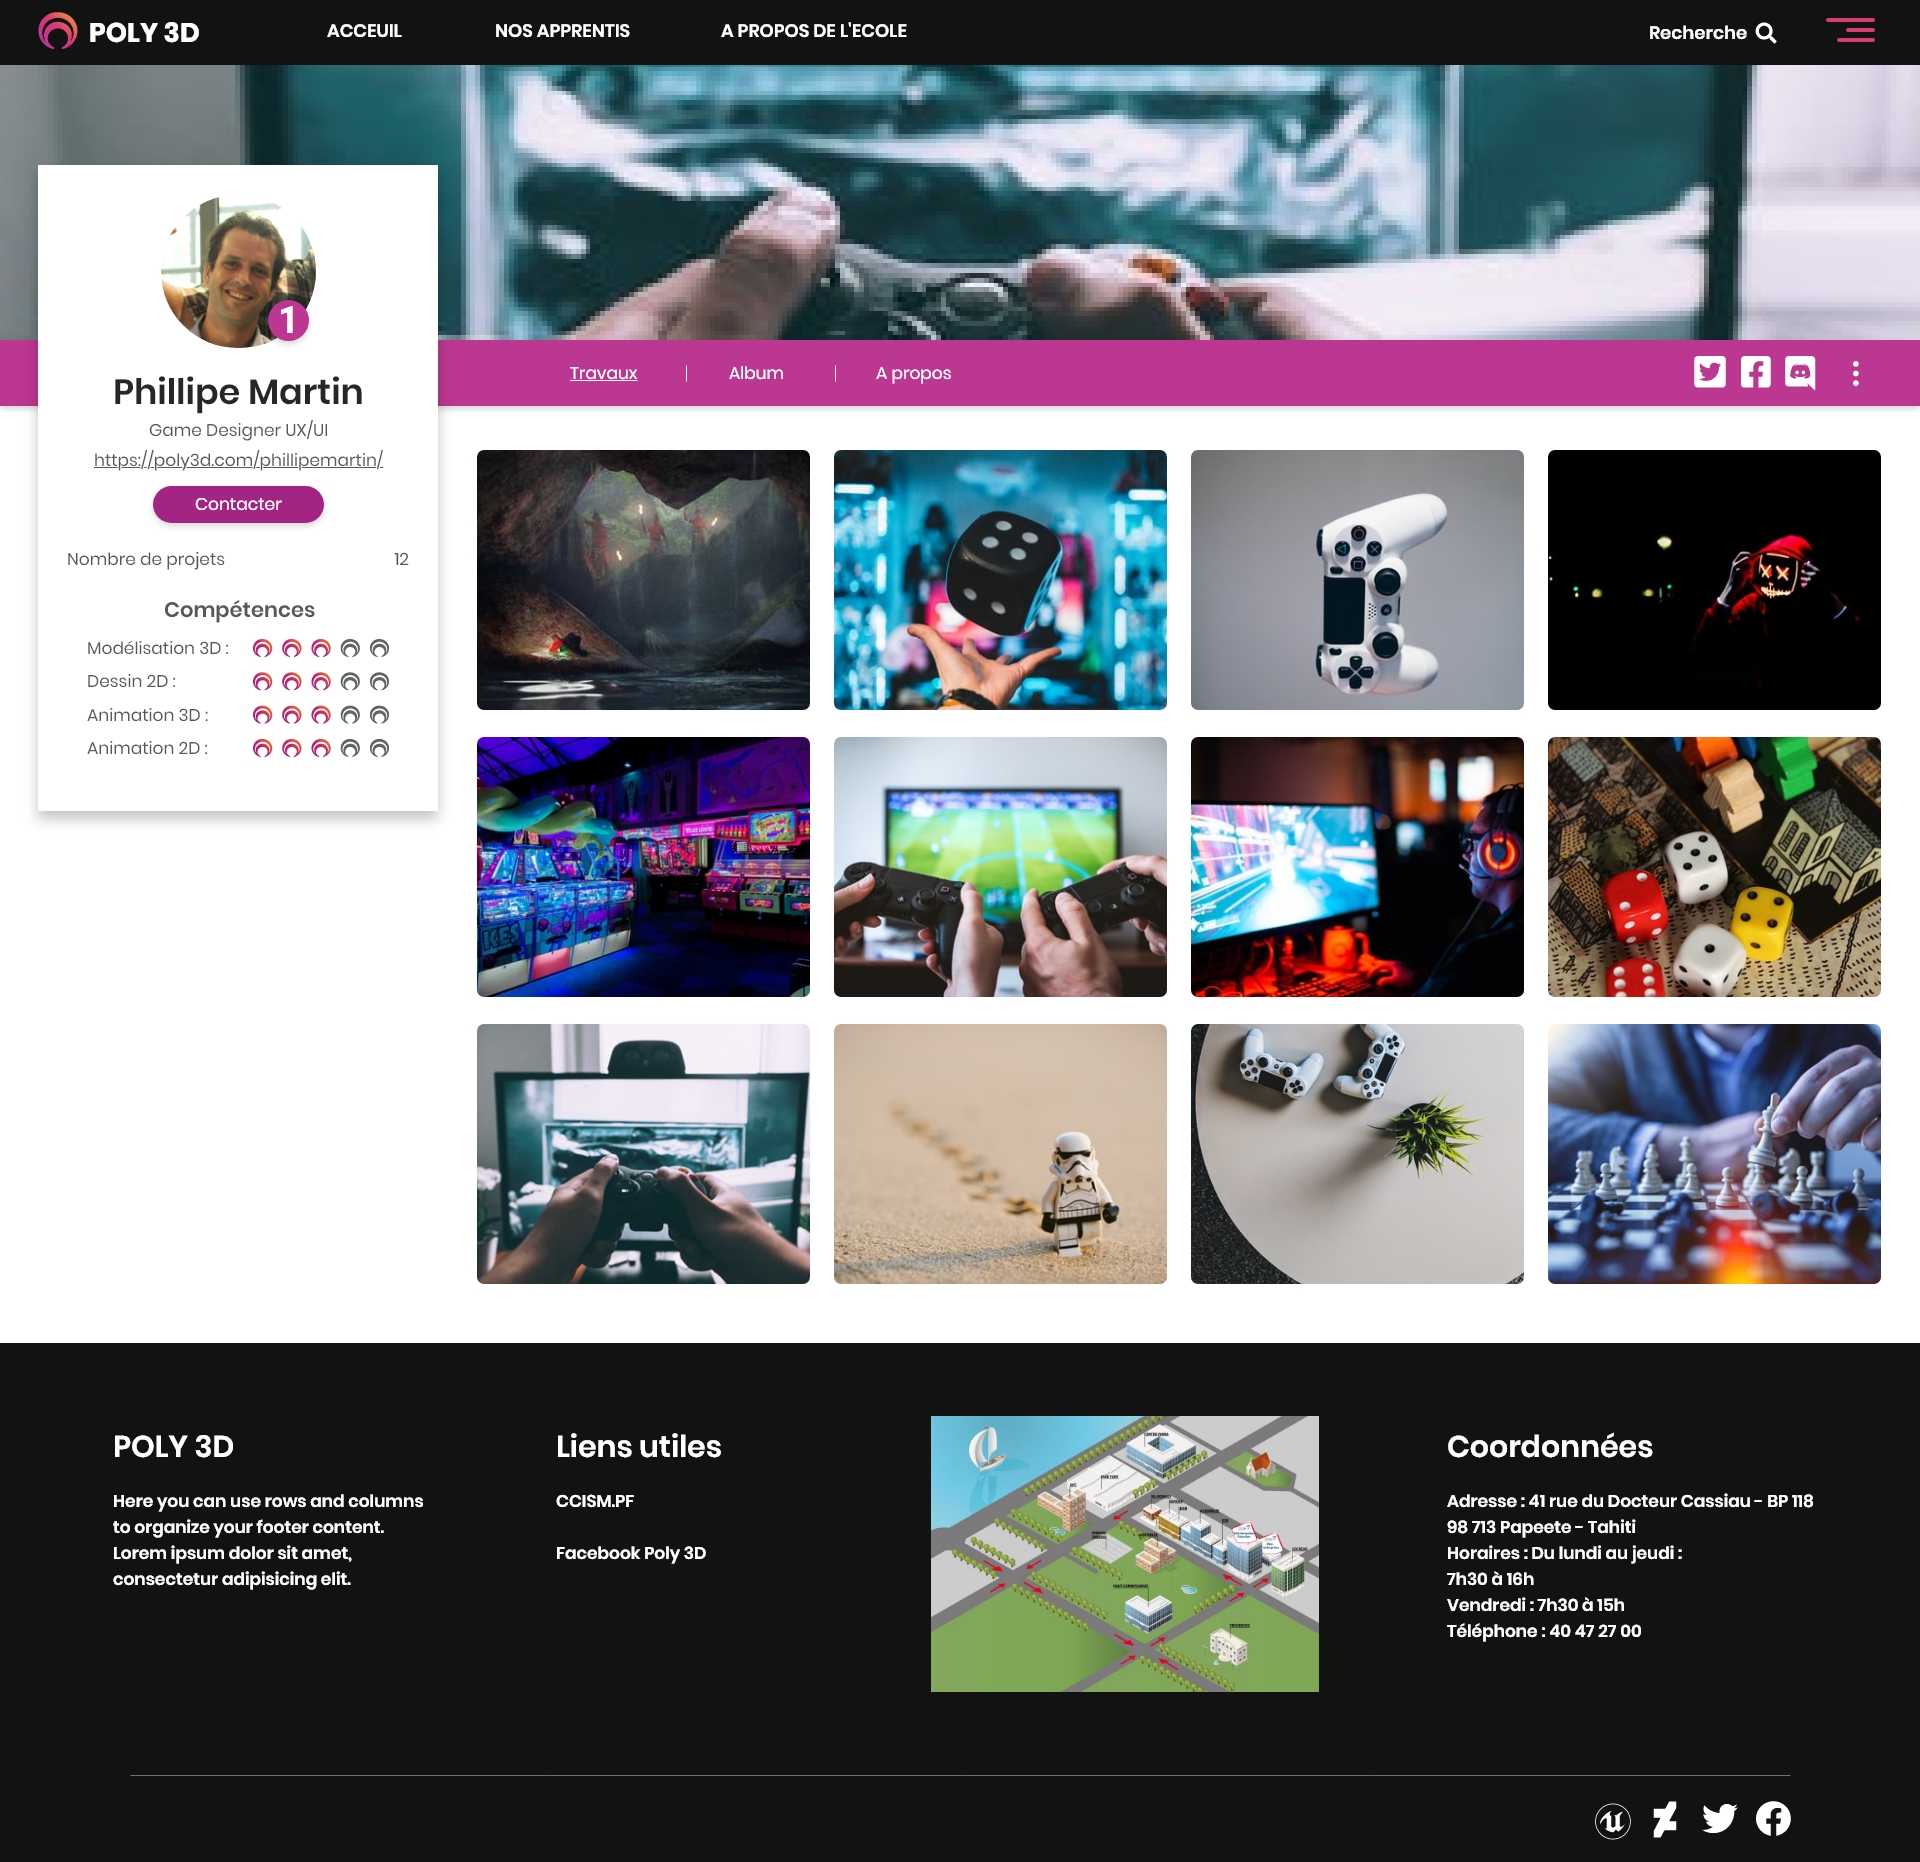 POLY 3D
ACCEUIL
NOS APPRENTIS
A PROPOS DE L'ECOLE
Recherche
1
Phillipe Martin
Game Designer UX/UI
https://poly3d.com/phillipemartin/
Contacter
Nombre de projets 12
Compétences
Modélisation 3D :
Dessin 2D :
Animation 3D :
Animation 2D :
Travaux
Album
A propos
POLY 3D
Here you can use rows and columns
to organize your footer content.
Lorem ipsum dolor sit amet,
consectetur adipisicing elit.
Liens utiles
CCISM.PF
Facebook Poly 3D
Coordonnées
Adresse : 41 rue du Docteur Cassiau - BP 118
98 713 Papeete - Tahiti
Horaires : Du lundi au jeudi :
7h30 à 16h
Vendredi : 7h30 à 15h
Téléphone : 40 47 27 00